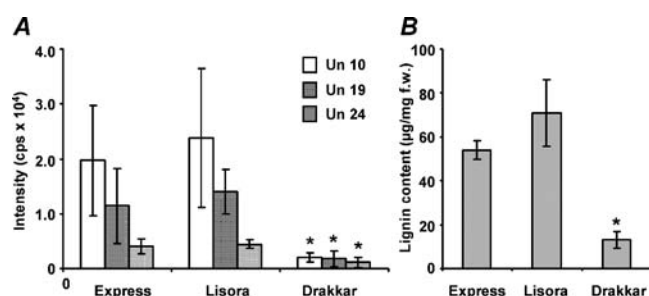 A
Intensity (cps x 10⁴)
4.0
3.0
2.0
1.0
0
0
Un 10
Un 19
Un 24
* * *
Express Lisora Drakkar
B
Lignin content (µg/mg f.w.)
100
80
60
40
20
0
*
Express Lisora Drakkar